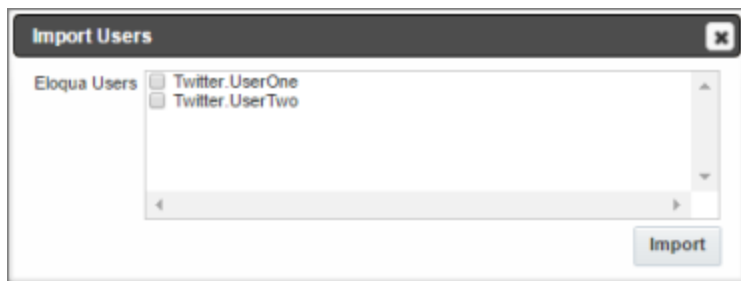 Import Users
Eloqua Users
Twitter.UserOne
Twitter.UserTwo
Import